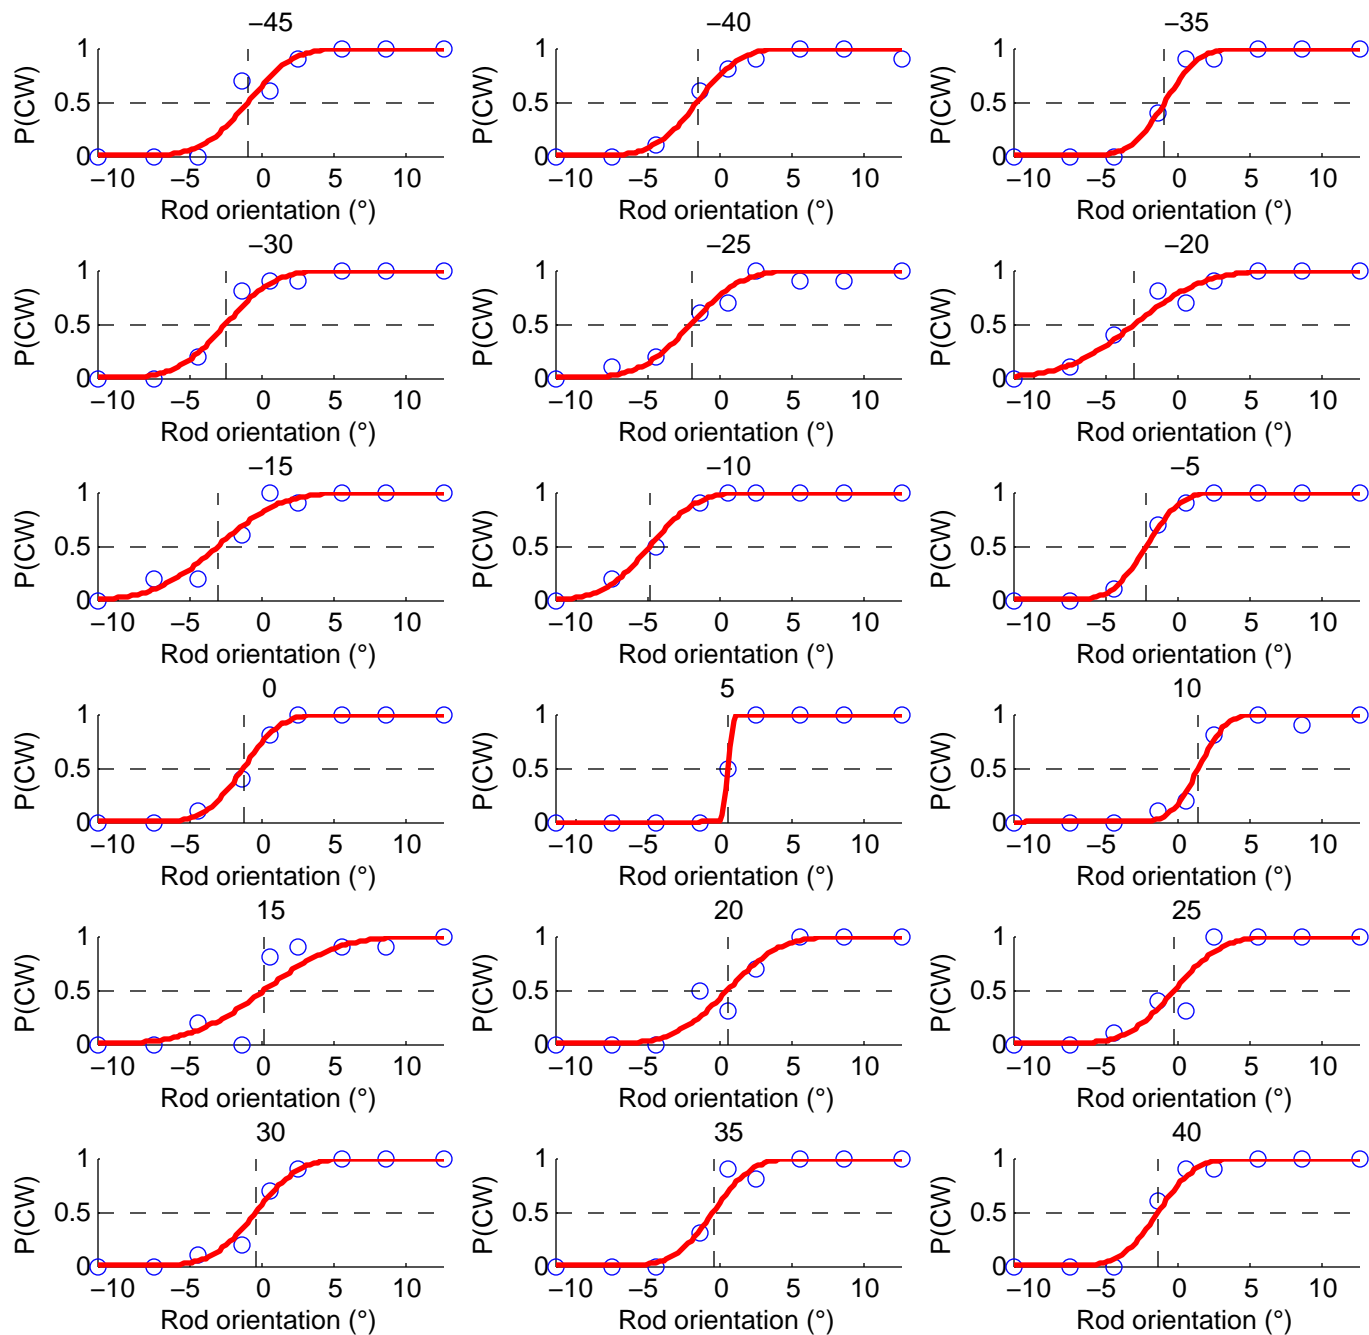 −45 −40 −35
P(CW) 1 0.5 0 P(CW) 1 0.5 0 P(CW) 1 0.5 0
−10 −5 0 5 10 −10 −5 0 5 10 −10 −5 0 5 10
Rod orientation (°) Rod orientation (°) Rod orientation (°)
−30 −25 −20
P(CW) 1 0.5 0 P(CW) 1 0.5 0 P(CW) 1 0.5 0
−10 −5 0 5 10 −10 −5 0 5 10 −10 −5 0 5 10
Rod orientation (°) Rod orientation (°) Rod orientation (°)
−15 −10 −5
P(CW) 1 0.5 0 P(CW) 1 0.5 0 P(CW) 1 0.5 0
−10 −5 0 5 10 −10 −5 0 5 10 −10 −5 0 5 10
Rod orientation (°) Rod orientation (°) Rod orientation (°)
0 5 10
P(CW) 1 0.5 0 P(CW) 1 0.5 0 P(CW) 1 0.5 0
−10 −5 0 5 10 −10 −5 0 5 10 −10 −5 0 5 10
Rod orientation (°) Rod orientation (°) Rod orientation (°)
15 20 25
P(CW) 1 0.5 0 P(CW) 1 0.5 0 P(CW) 1 0.5 0
−10 −5 0 5 10 −10 −5 0 5 10 −10 −5 0 5 10
Rod orientation (°) Rod orientation (°) Rod orientation (°)
30 35 40
P(CW) 1 0.5 0 P(CW) 1 0.5 0 P(CW) 1 0.5 0
−10 −5 0 5 10 −10 −5 0 5 10 −10 −5 0 5 10
Rod orientation (°) Rod orientation (°) Rod orientation (°)